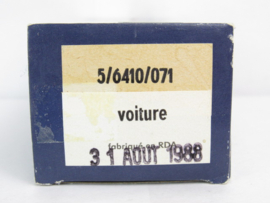 5/6410/071
voiture
fabriqué en RDA
31 AOUT 1988